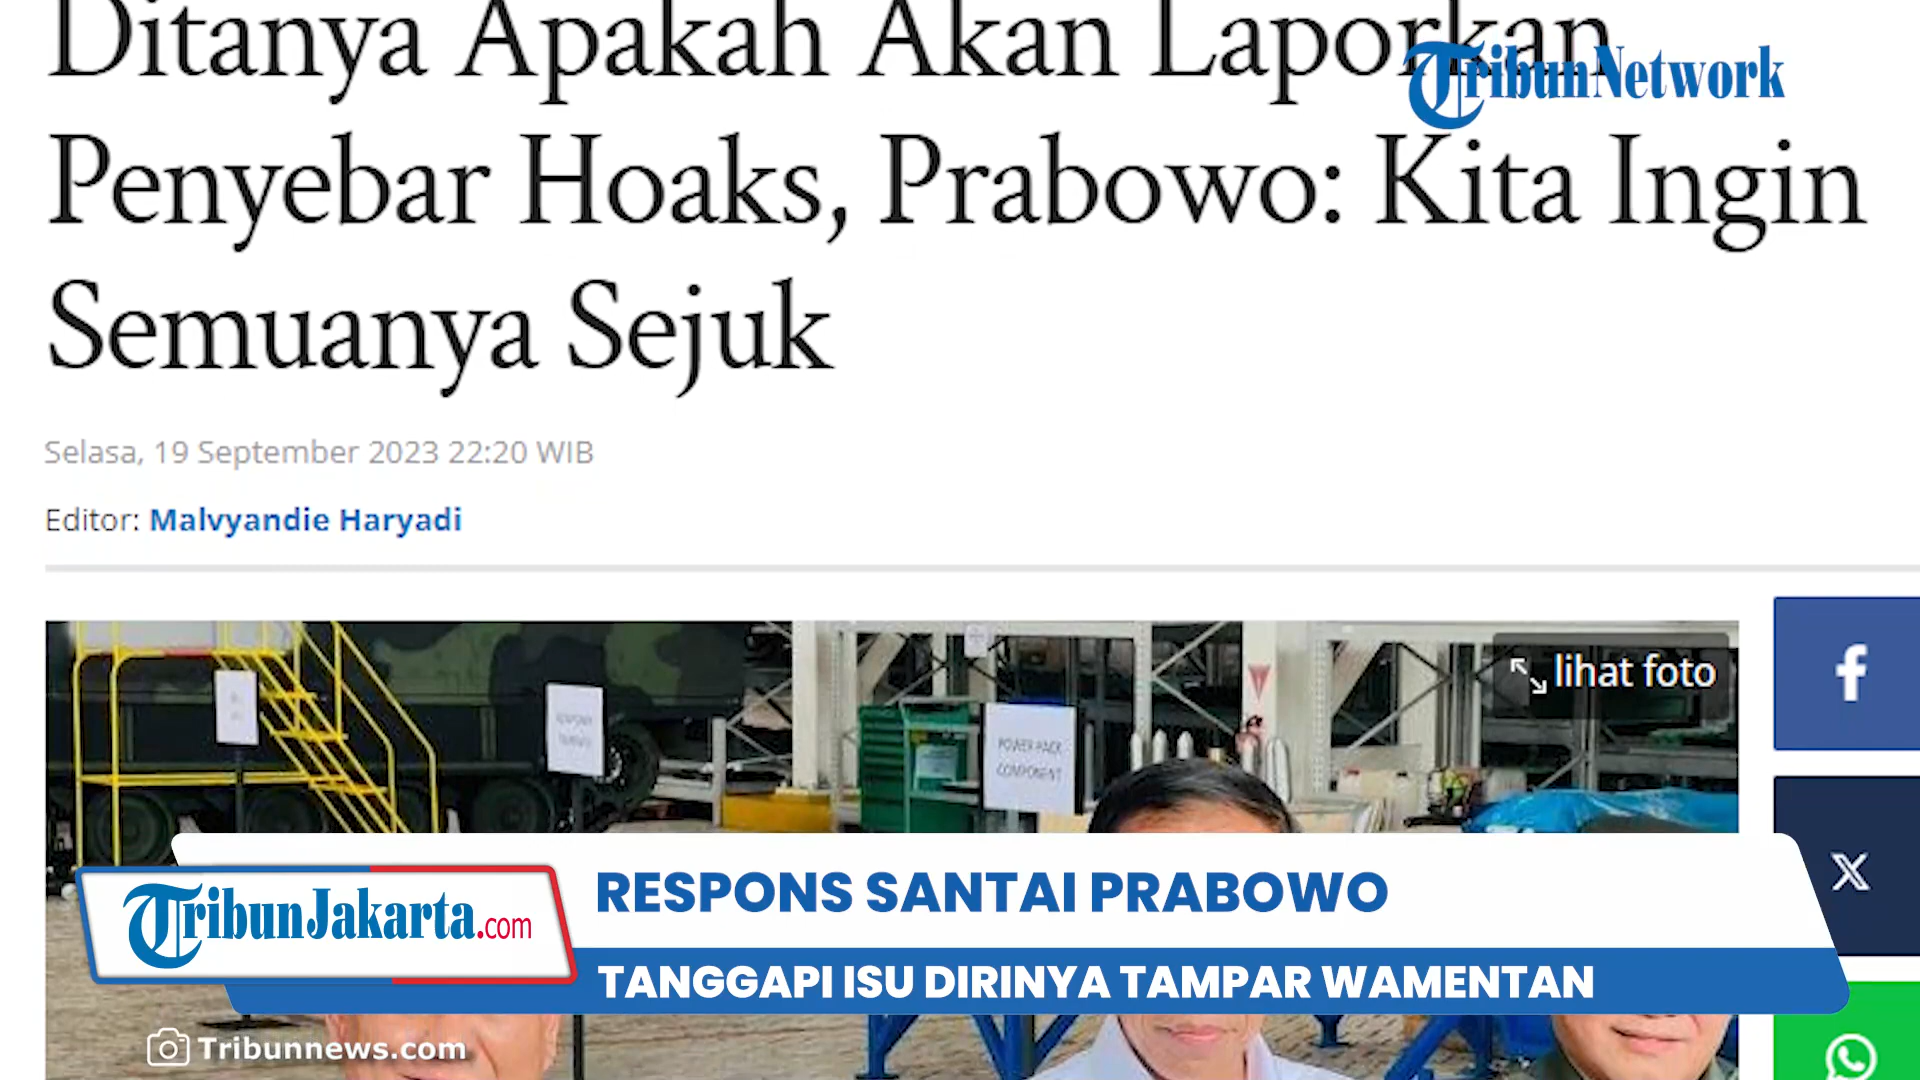 Ditanya Apakah Akan Laporkan
TribunNetwork
Penyebar Hoaks, Prabowo: Kita Ingin
Semuanya Sejuk
Selasa, 19 September 2023 22:20 WIB
Editor: Malvyandie Haryadi
lihat foto
POWER PACK
COMPONENT
RESPONS SANTAI PRABOWO
TribunJakarta.com
TANGGAPI ISU DIRINYA TAMPAR WAMENTAN
Tribunnews.com